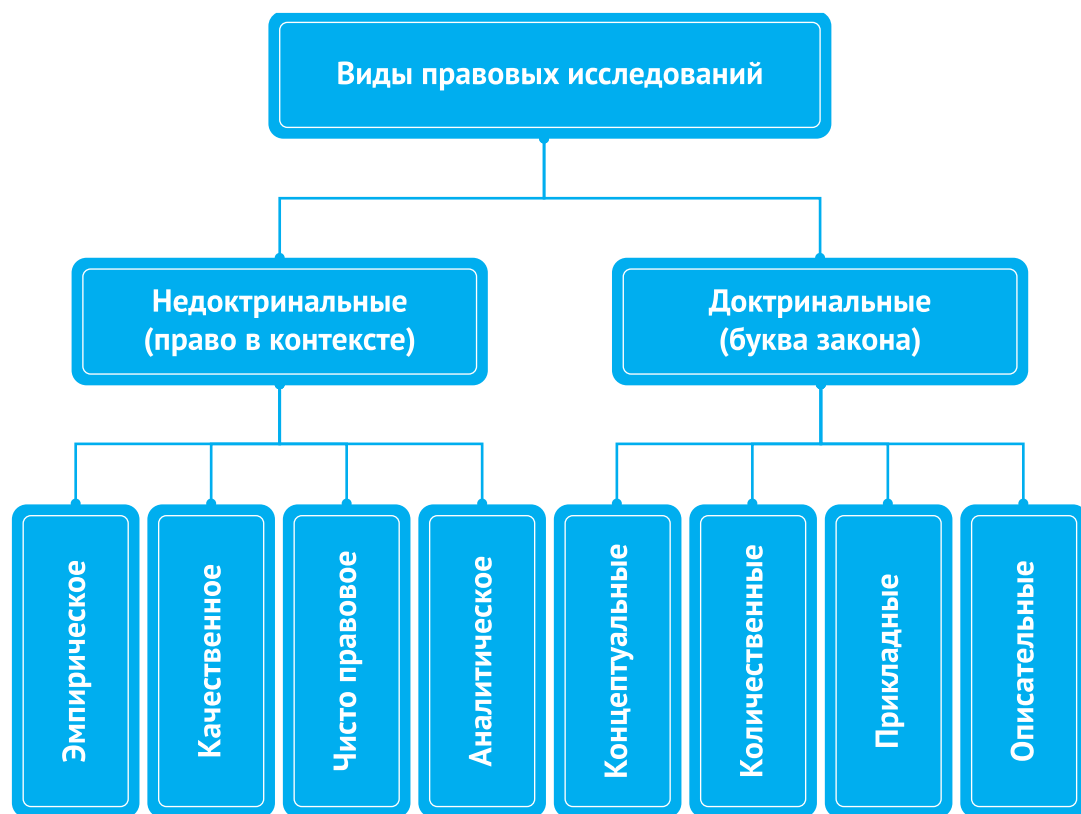 Виды правовых исследований
Недоктринальные
(право в контексте)
Доктринальные
(буква закона)
Эмпирическое
Качественное
Чисто правовое
Аналитическое
Концептуальные
Количественные
Прикладные
Описательные